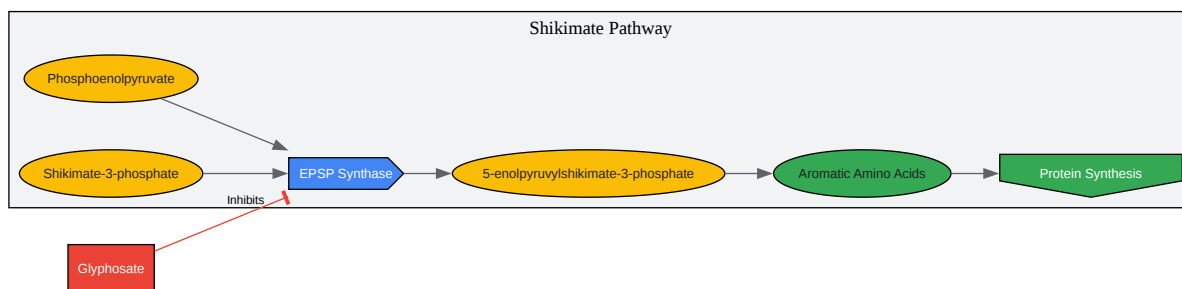 Shikimate Pathway
Phosphoenolpyruvate
Shikimate-3-phosphate
EPSP Synthase
5-enolpyruvylshikimate-3-phosphate
Aromatic Amino Acids
Protein Synthesis
Inhibits
Glyphosate